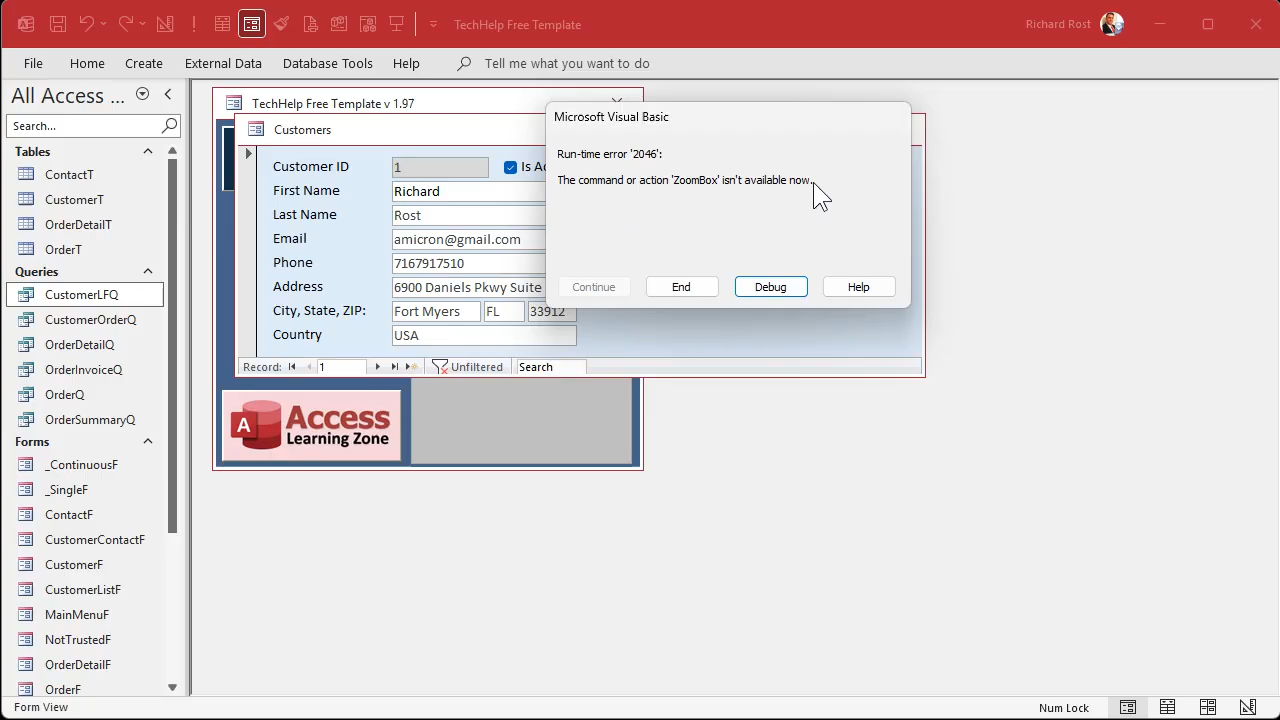 TechHelp Free Template
Richard Rost
File
Home
Create
External Data
Database Tools
Help
Tell me what you want to do
All Access ...
Search...
Tables
ContactT
CustomerT
OrderDetailT
OrderT
Queries
CustomerLFQ
CustomerOrderQ
OrderDetailQ
OrderInvoiceQ
OrderQ
OrderSummaryQ
Forms
_ContinuousF
_SingleF
ContactF
CustomerContactF
CustomerF
CustomerListF
MainMenuF
NotTrustedF
OrderDetailF
OrderF
TechHelp Free Template v 1.97
Customers
Customer ID 1 Is Ac
First Name Richard
Last Name Rost
Email amicron@gmail.com
Phone 7167917510
Address 6900 Daniels Pkwy Suite
City, State, ZIP: Fort Myers FL 33912
Country USA
Record: 1 Unfiltered Search
A Access
Learning Zone
Microsoft Visual Basic
Run-time error '2046':
The command or action 'ZoomBox' isn't available now.
Continue
End
Debug
Help
Form View
Num Lock